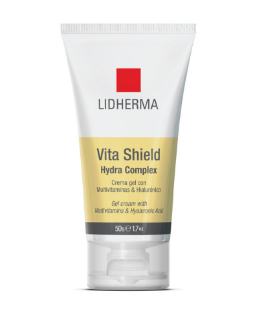 LIDHERMA
Vita Shield
Hydra Complex
Crema gel con
Multivitaminas & Hialurónico
Gel cream with
Multivitamins & Hyaluronic Acid
50g ℮ 1.7oz